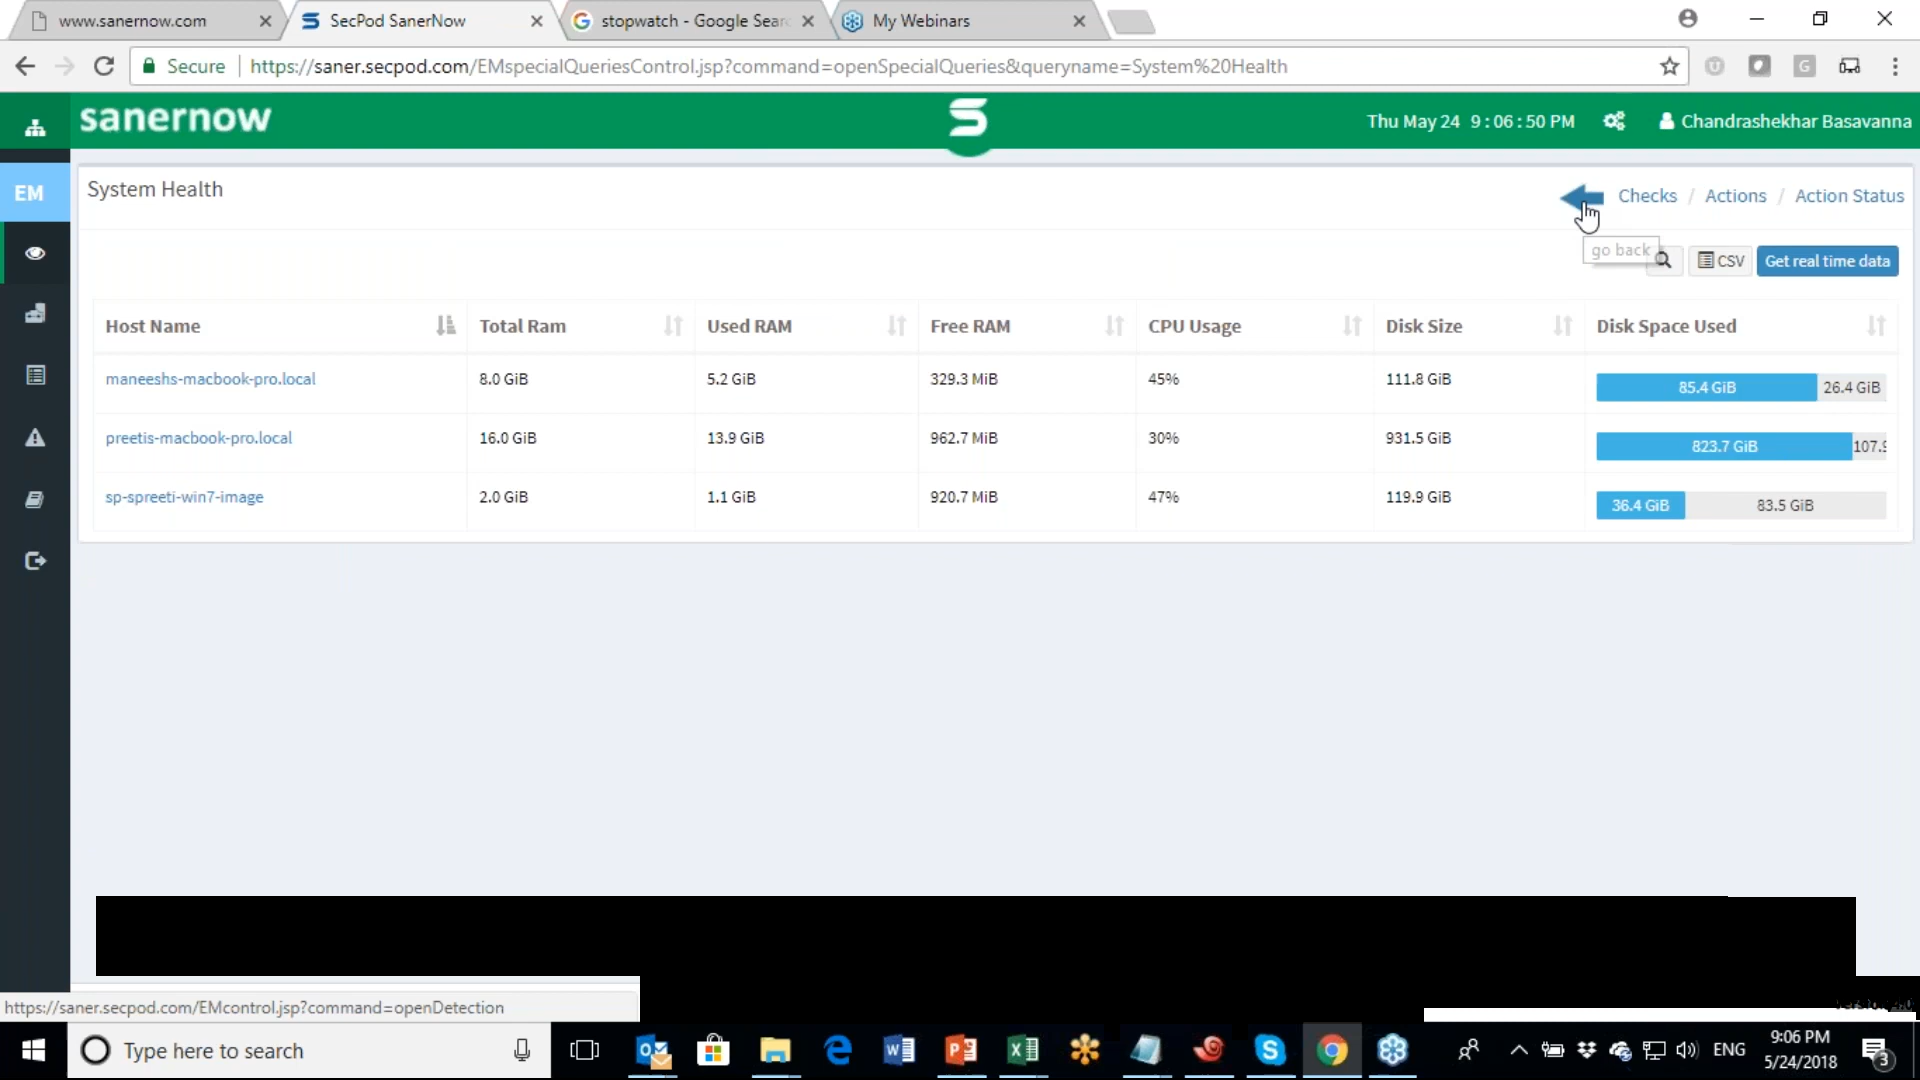 www.sanernow.com
SecPod SanerNow
stopwatch - Google Sear
My Webinars
Secure
https://saner.secpod.com/EMspecialQueriesControl.jsp?command=openSpecialQueries&queryname=System%20Health
sanernow
Thu May 24 9 : 06 : 50 PM
Chandrashekhar Basavanna
EM
System Health
Checks / Actions / Action Status
go back
CSV
Get real time data
Host Name Total Ram Used RAM Free RAM CPU Usage Disk Size Disk Space Used
maneeshs-macbook-pro.local 8.0 GiB 5.2 GiB 329.3 MiB 45% 111.8 GiB 85.4 GiB 26.4 GiB
preetis-macbook-pro.local 16.0 GiB 13.9 GiB 962.7 MiB 30% 931.5 GiB 823.7 GiB 107.9
sp-spreeti-win7-image 2.0 GiB 1.1 GiB 920.7 MiB 47% 119.9 GiB 36.4 GiB 83.5 GiB
https://saner.secpod.com/EMcontrol.jsp?command=openDetection
Type here to search
ENG
9:06 PM
5/24/2018
3